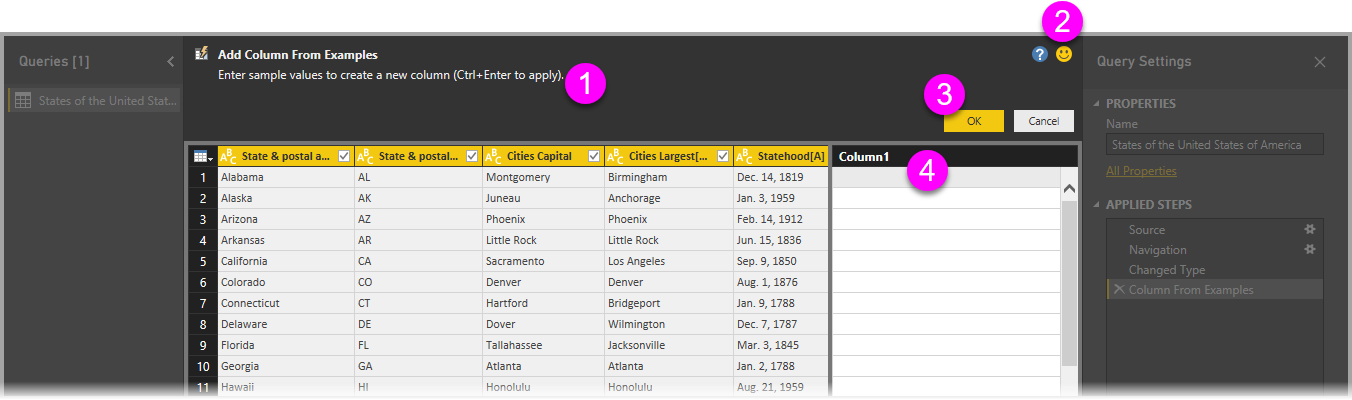 2
Queries [1]
Add Column From Examples
Query Settings
Enter sample values to create a new column (Ctrl+Enter to apply).
1
States of the United Stat...
3
OK
Cancel
PROPERTIES
Name
States of the United States of America
All Properties
APPLIED STEPS
Source
Navigation
Changed Type
Column From Examples
State & postal a... State & postal... Cities Capital Cities Largest[... Statehood[A] Column1
4
1 Alabama AL Montgomery Birmingham Dec. 14, 1819
2 Alaska AK Juneau Anchorage Jan. 3, 1959
3 Arizona AZ Phoenix Phoenix Feb. 14, 1912
4 Arkansas AR Little Rock Little Rock Jun. 15, 1836
5 California CA Sacramento Los Angeles Sep. 9, 1850
6 Colorado CO Denver Denver Aug. 1, 1876
7 Connecticut CT Hartford Bridgeport Jan. 9, 1788
8 Delaware DE Dover Wilmington Dec. 7, 1787
9 Florida FL Tallahassee Jacksonville Mar. 3, 1845
10 Georgia GA Atlanta Atlanta Jan. 2, 1788
11 Hawaii HI Honolulu Honolulu Aug. 21, 1959